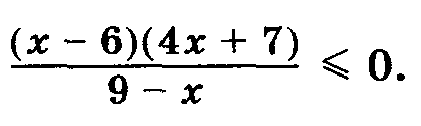 (x − 6)(4x + 7)
9 − x
⩽ 0.